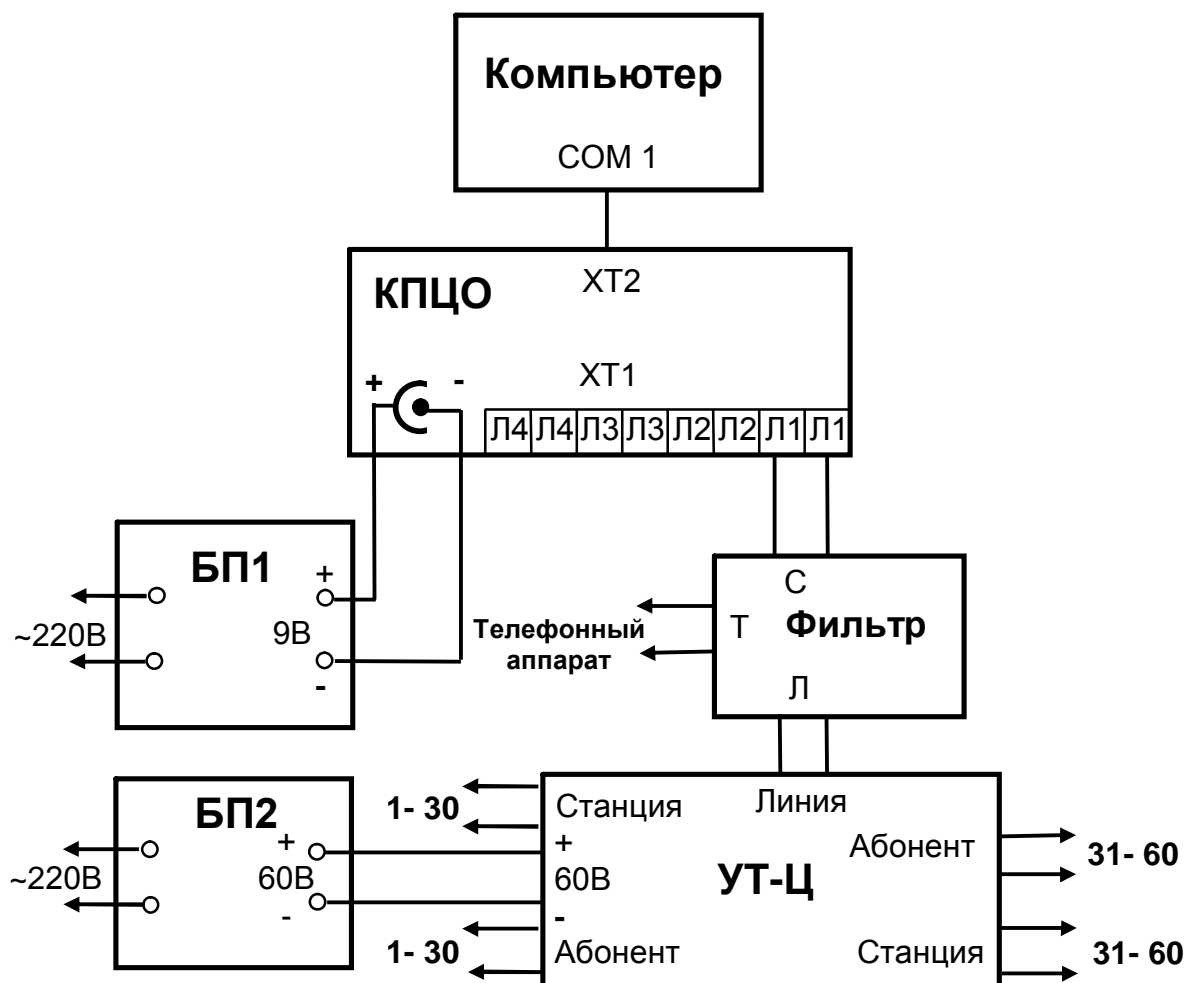 Компьютер
COM 1
КПЦО
XT2
+ -
XT1
Л4 Л4 Л3 Л3 Л2 Л2 Л1 Л1
БП1
+
~220В
9В
-
С
Т
Фильтр
Телефонный
аппарат
Л
БП2
+
~220В
60В
-
1- 30
Станция
Линия
+
60В
УТ-Ц
Абонент
31- 60
-
1- 30
Абонент
Станция
31- 60